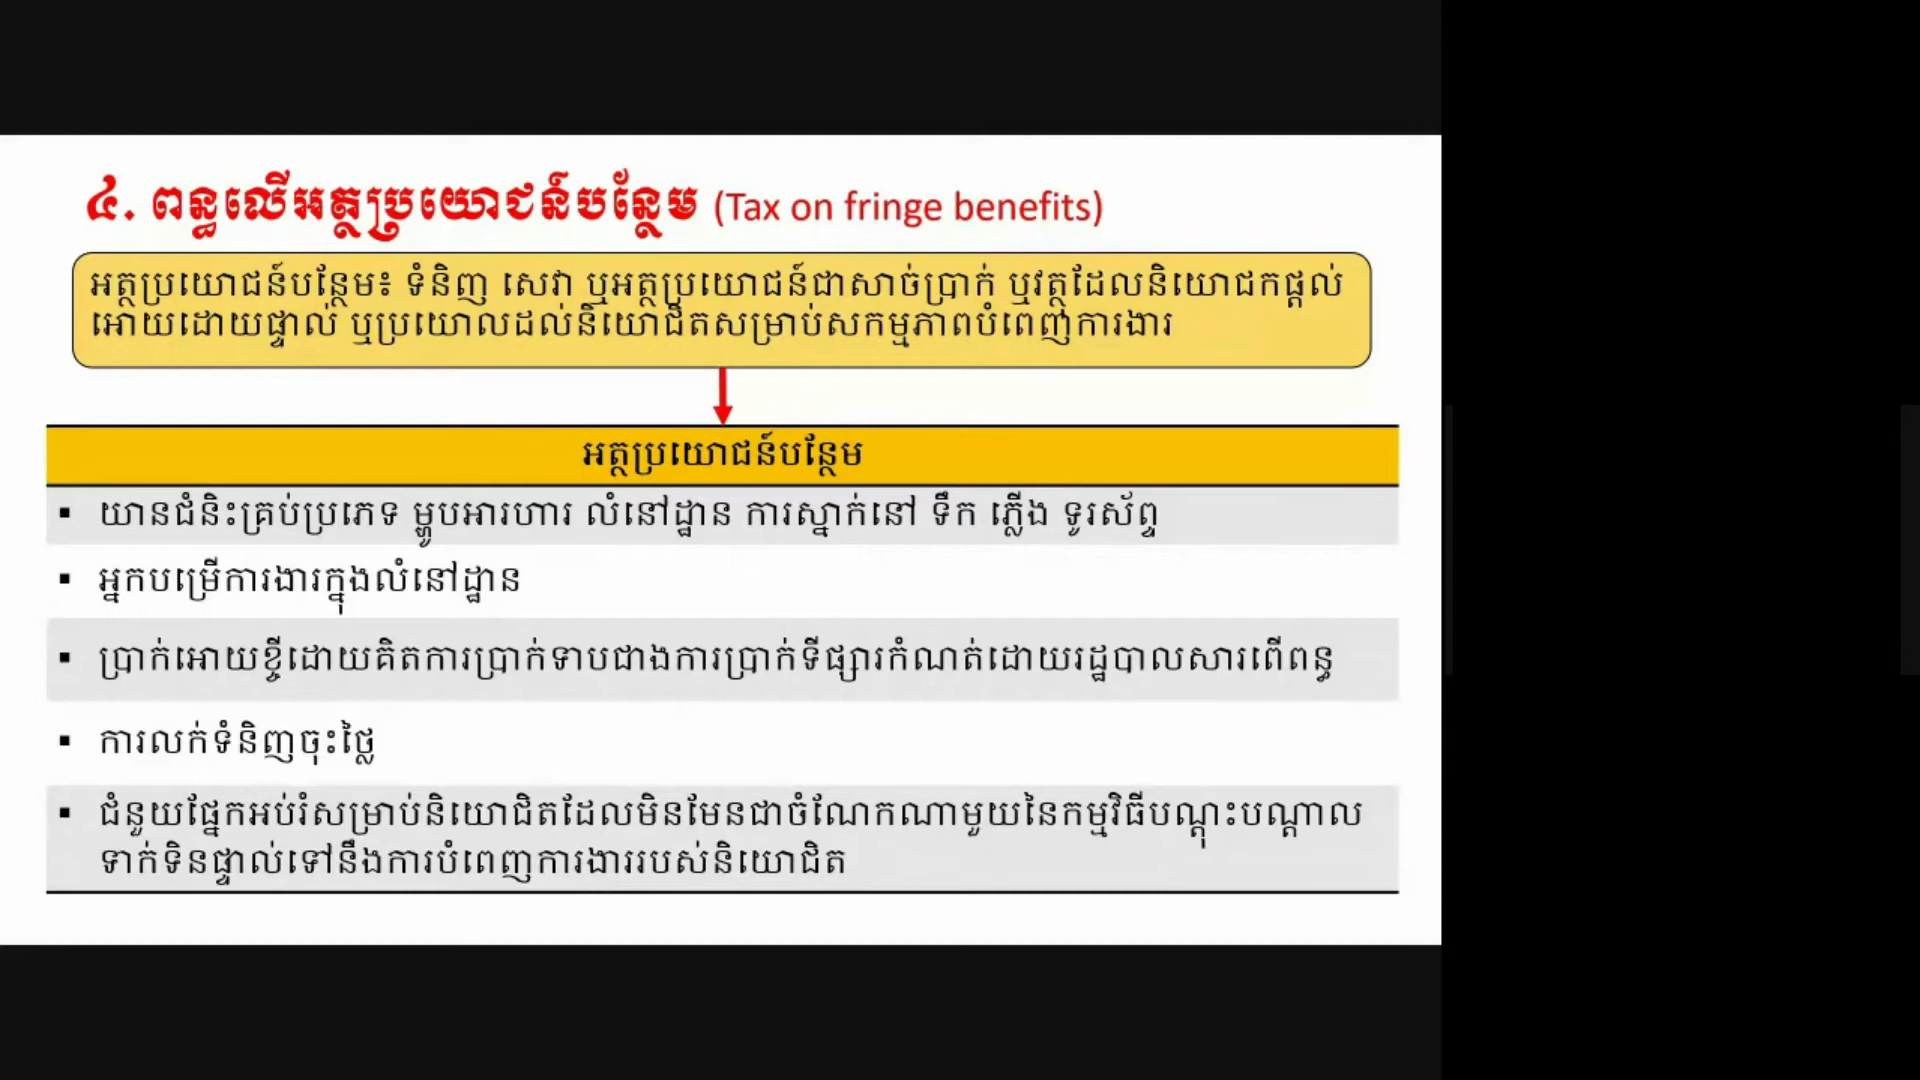 ៤. ពន្ធលើអត្ថប្រយោជន៍បន្ថែម (Tax on fringe benefits)
អត្ថប្រយោជន៍បន្ថែម៖ ទំនិញ សេវា ឬអត្ថប្រយោជន៍ជាសាច់ប្រាក់ ឬវត្ថុដែលនិយោជកផ្តល់
អោយដោយផ្ទាល់ ឬប្រយោលដល់និយោជិតសម្រាប់សកម្មភាពបំពេញការងារ
អត្ថប្រយោជន៍បន្ថែម
▪ យានជំនិះគ្រប់ប្រភេទ ម្ហូបអារហារ លំនៅដ្ឋាន ការស្នាក់នៅ ទឹក ភ្លើង ទូរស័ព្ទ
▪ អ្នកបម្រើការងារក្នុងលំនៅដ្ឋាន
▪ ប្រាក់អោយខ្ចីដោយគិតការប្រាក់ទាបជាងការប្រាក់ទីផ្សារកំណត់ដោយរដ្ឋបាលសារពើពន្ធ
▪ ការលក់ទំនិញចុះថ្លៃ
▪ ជំនួយផ្នែកអប់រំសម្រាប់និយោជិតដែលមិនមែនជាចំណែកណាមួយនៃកម្មវិធីបណ្តុះបណ្តាល
ទាក់ទិនផ្ទាល់ទៅនឹងការបំពេញការងាររបស់និយោជិត